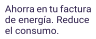 Ahorra en tu factura
de energía. Reduce
el consumo.